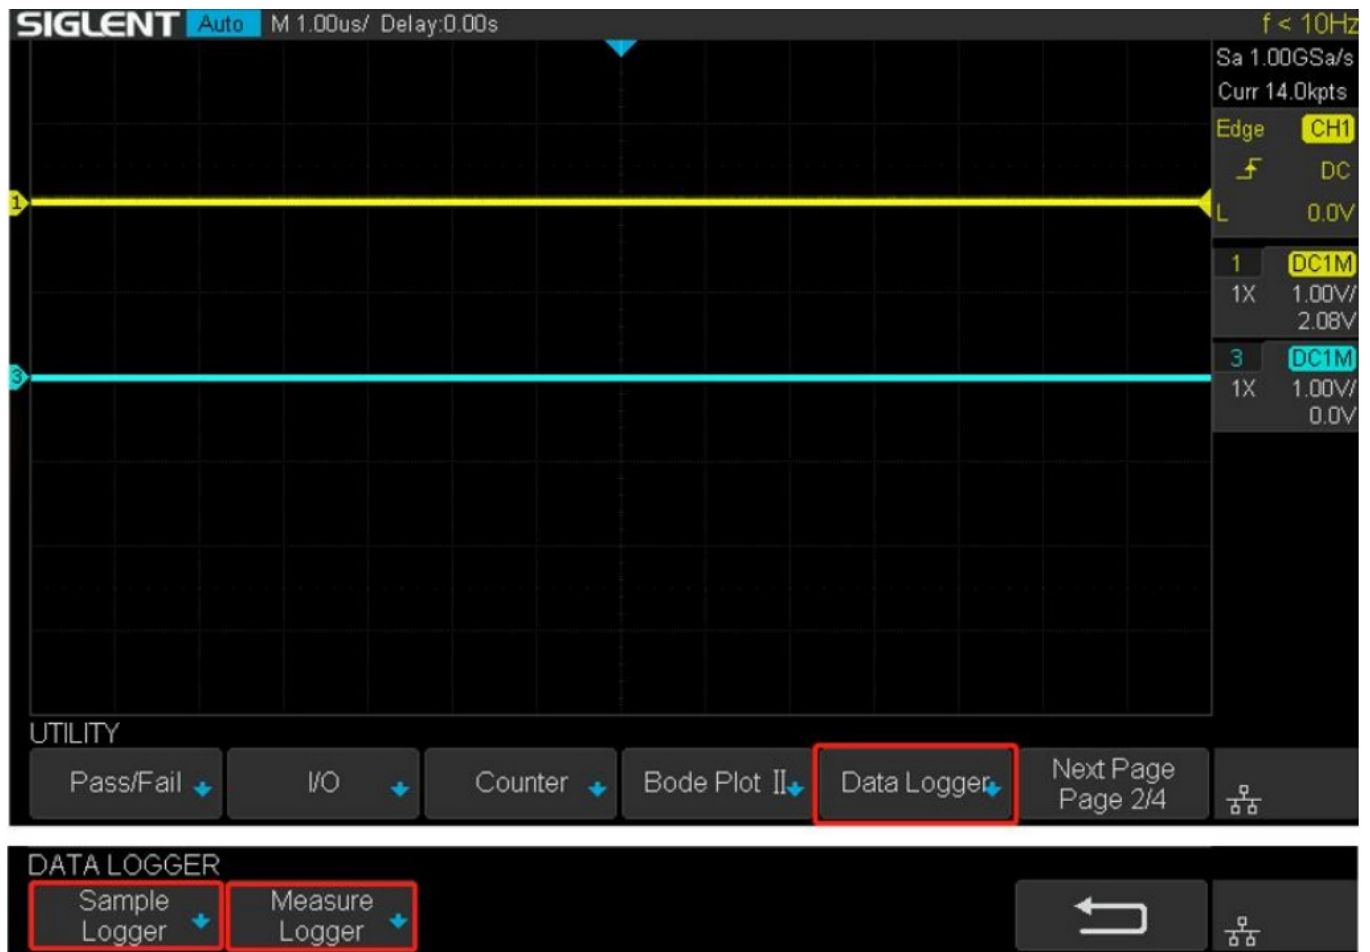 SIGLENT Auto M 1.00us/ Delay:0.00s f < 10Hz
Sa 1.00GSa/s
Curr 14.0kpts
Edge CH1
DC
L 0.0V
1 DC1M
1X 1.00V/
2.08V
3 DC1M
1X 1.00V/
0.0V
1
3
UTILITY
Pass/Fail I/O Counter Bode Plot II Data Logger Next Page
Page 2/4
DATA LOGGER
Sample Measure
Logger Logger